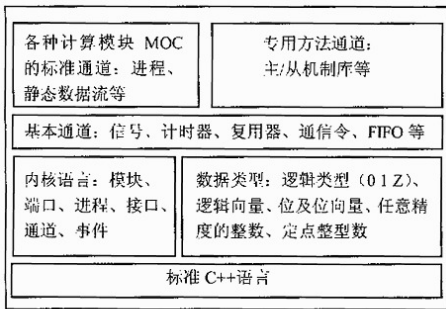 各种计算模块 MOC
的标准通道：进程、
静态数据流等
专用方法通道：
主/从机制库等
基本通道：信号、计时器、复用器、通信令、FIFO 等
内核语言：模块、
端口、进程、接口、
通道、事件
数据类型：逻辑类型（0 1 Z）、
逻辑向量、位及位向量、任意精
度的整数、定点整型数
标准 C++语言